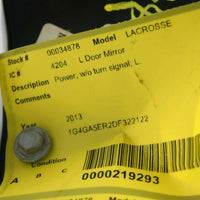 Stock # 00034878 Model LACROSSE
IC # 4204 L Door Mirror
Description Power; w/o turn signal, L.
Comments
Year 2013
1G4GA5ER2DF322122
Condition
A B C 0000219293